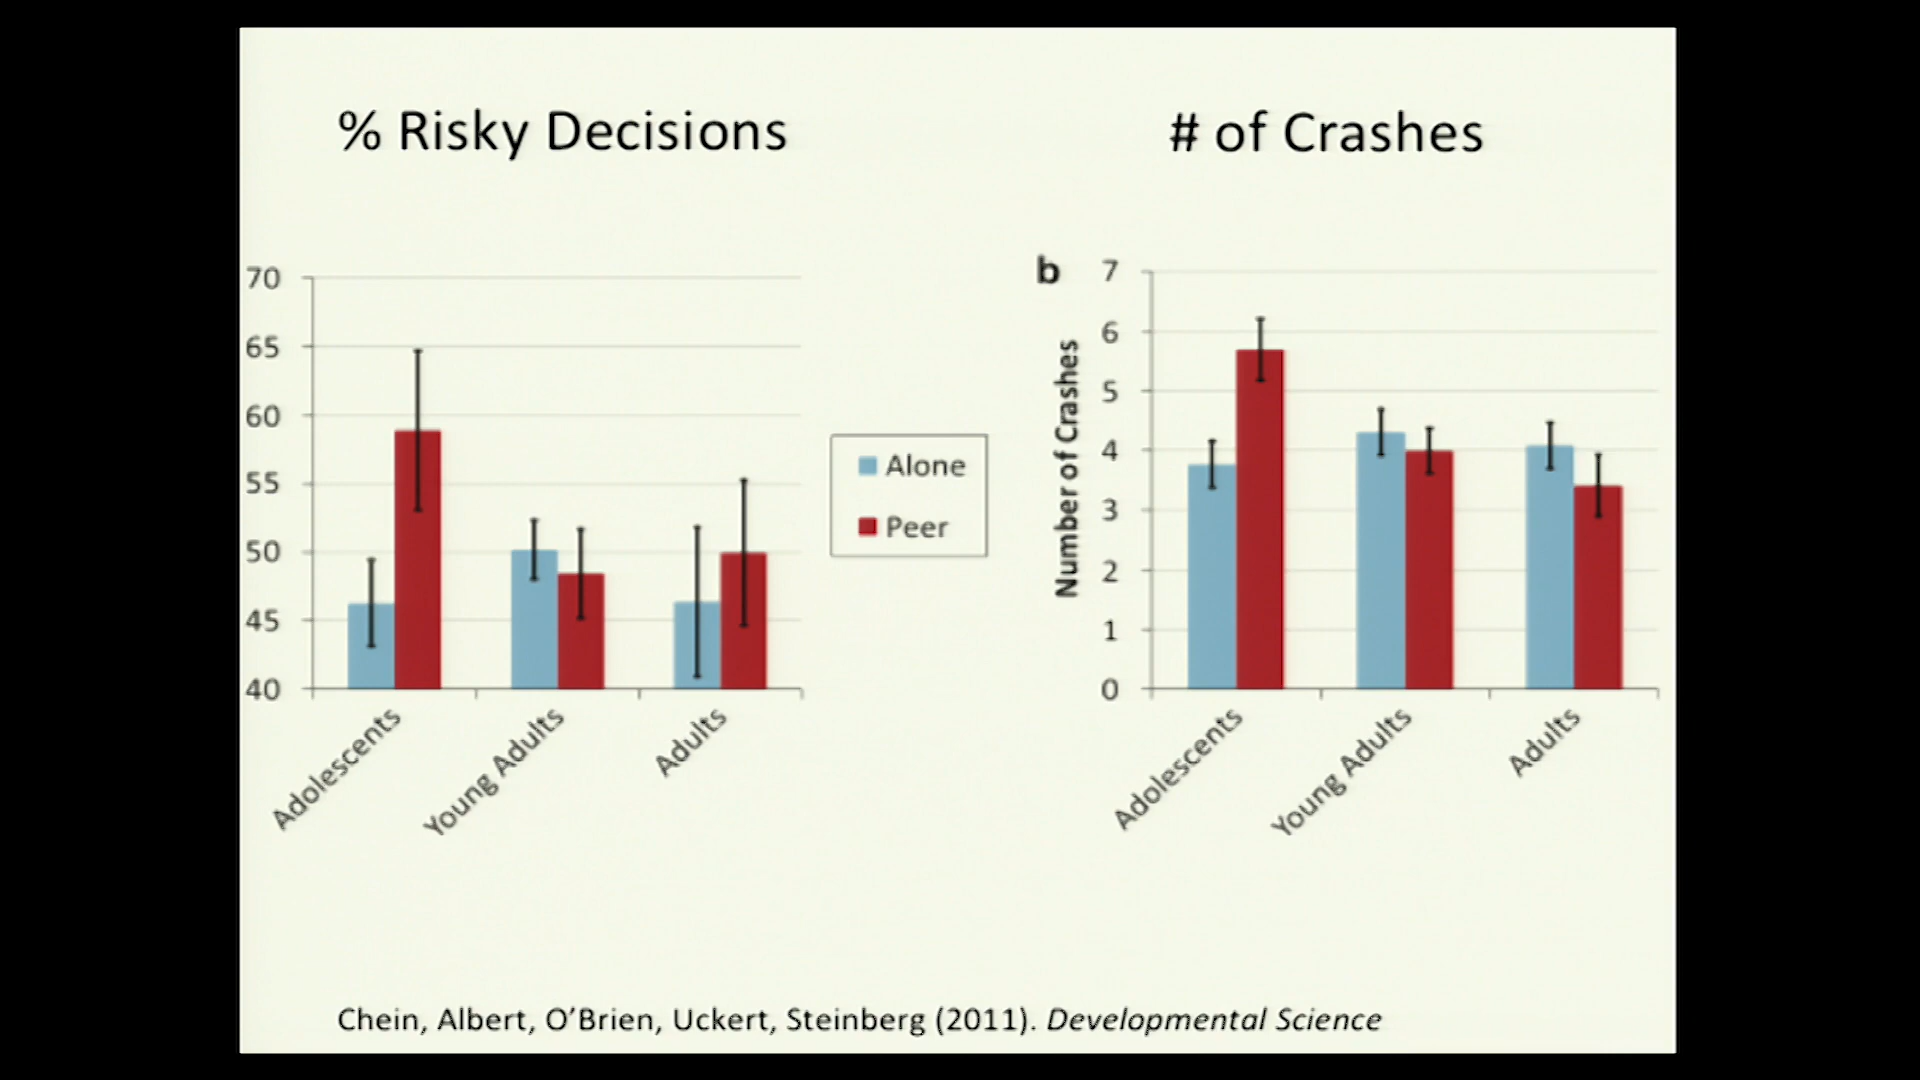 % Risky Decisions
# of Crashes
70
65
60
55
50
45
40
Adolescents
Young Adults
Adults
Alone
Peer
b
Number of Crashes
7
6
5
4
3
2
1
0
Adolescents
Young Adults
Adults
Chein, Albert, O’Brien, Uckert, Steinberg (2011). Developmental Science